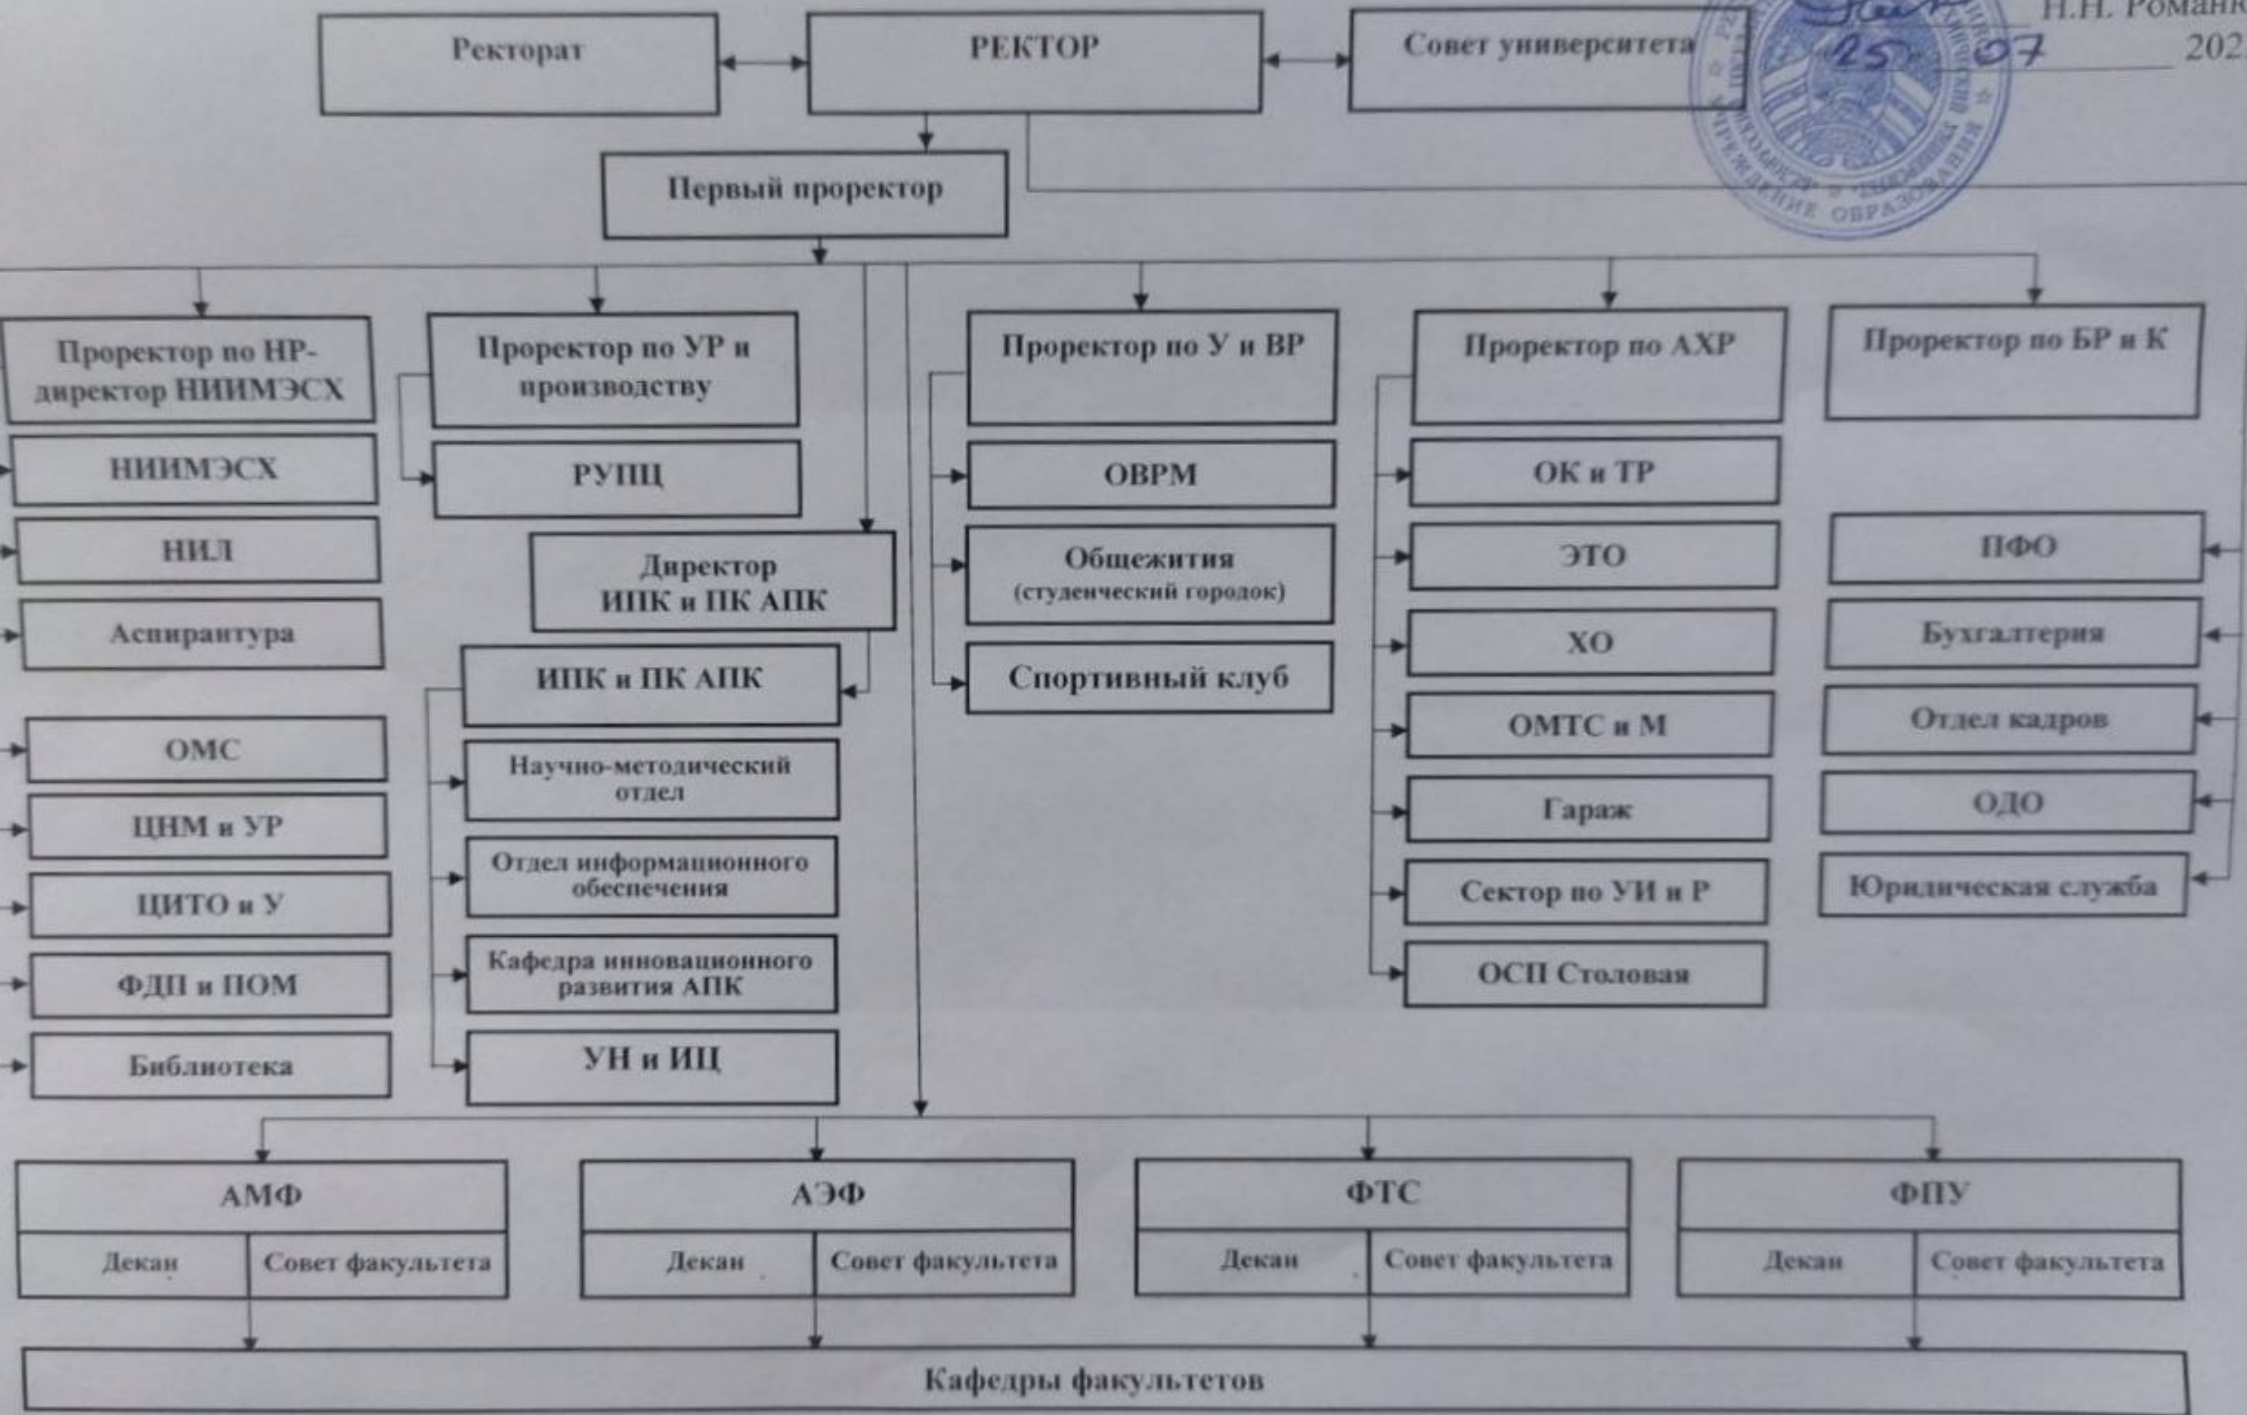 Н.Н.
25 07
202
Ректорат
РЕКТОР
Совет университета
УЧРЕЖДЕНИЕ ОБРАЗОВАНИЯ
Первый проректор
Проректор по НР-
директор НИИМЭСХ
НИИМЭСХ
НИЛ
Аспирантура
ОМС
ЦНМ и УР
ЦИТО и У
ФДП и ПОМ
Библиотека
Проректор по УР и
производству
РУПЦ
Директор
ИПК и ПК АПК
ИПК и ПК АПК
Научно-методический
отдел
Отдел информационного
обеспечения
Кафедра инновационного
развития АПК
УН и ИЦ
Проректор по У и ВР
ОВРМ
Общежития
(студенческий городок)
Спортивный клуб
Проректор по АХР
ОК и ТР
ЭТО
ХО
ОМТС и М
Гараж
Сектор по УИ и Р
ОСП Столовая
Проректор по БР и К
ПФО
Бухгалтерия
Отдел кадров
ОДО
Юридическая служба
АМФ
Декан
Совет факультета
АЭФ
Декан
Совет факультета
ФТС
Декан
Совет факультета
ФПУ
Декан
Совет факультета
Кафедры факультетов